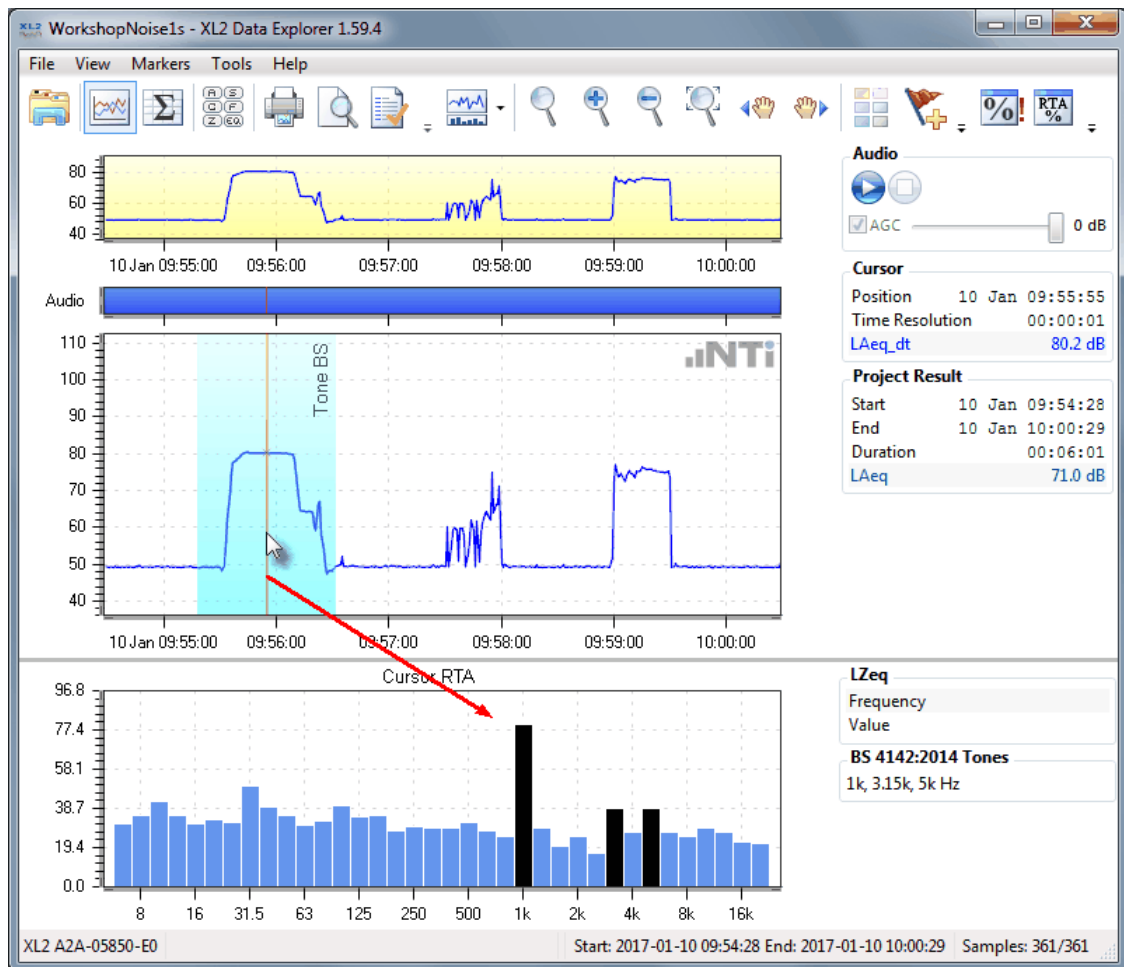 WorkshopNoise1s - XL2 Data Explorer 1.59.4
File View Markers Tools Help
A S
C F
Z EQ
%!
RTA
%
80
60
40
10 Jan 09:55:00 09:56:00 09:57:00 09:58:00 09:59:00 10:00:00
Audio
110
100
90
80
70
60
50
40
Tone BS
NTi
10 Jan 09:55:00 09:56:00 09:57:00 09:58:00 09:59:00 10:00:00
Audio
AGC 0 dB
Cursor
Position 10 Jan 09:55:55
Time Resolution 00:00:01
LAeq_dt 80.2 dB
Project Result
Start 10 Jan 09:54:28
End 10 Jan 10:00:29
Duration 00:06:01
LAeq 71.0 dB
Cursor RTA
96.8
77.4
58.1
38.7
19.4
0.0
8 16 31.5 63 125 250 500 1k 2k 4k 8k 16k
LZeq
Frequency
Value
BS 4142:2014 Tones
1k, 3.15k, 5k Hz
XL2 A2A-05850-E0 Start: 2017-01-10 09:54:28 End: 2017-01-10 10:00:29 Samples: 361/361